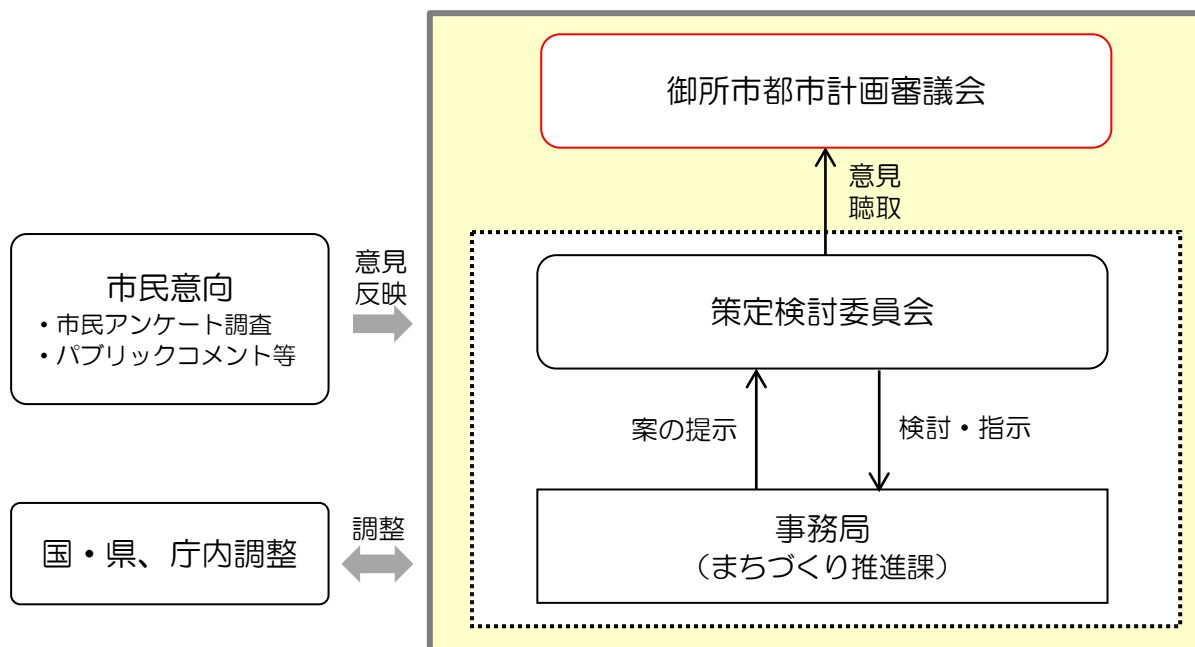 御所市都市計画審議会
意見
聴取
市民意向
・市民アンケート調査
・パブリックコメント等
意見
反映
策定検討委員会
案の提示
検討・指示
国・県、庁内調整
調整
事務局
（まちづくり推進課）